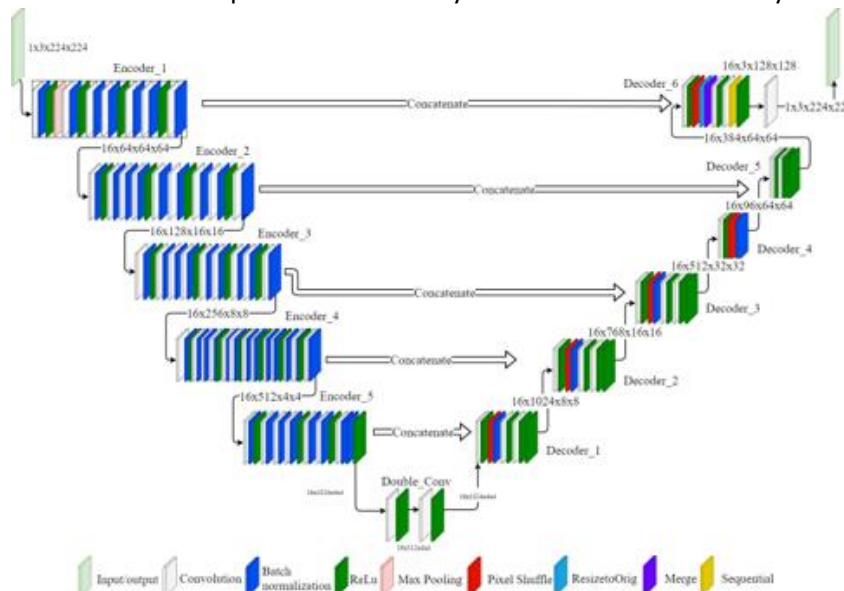 1x3x224x224
Encoder_1
16x64x64x64
Encoder_2
16x128x16x16
Encoder_3
16x256x8x8
Encoder_4
16x512x4x4
Encoder_5
Double_Conv
Concatenate
Concatenate
Concatenate
Concatenate
Concatenate
Decoder_1
16x1024x8x8
Decoder_2
16x768x16x16
Decoder_3
16x512x32x32
Decoder_4
16x96x64x64
Decoder_5
16x384x64x64
Decoder_6
16x3x128x128
Input/output
Convolution
Batch
normalization
ReLu
Max Pooling
Pixel Shuffle
ResizetoOrig
Merge
Sequential